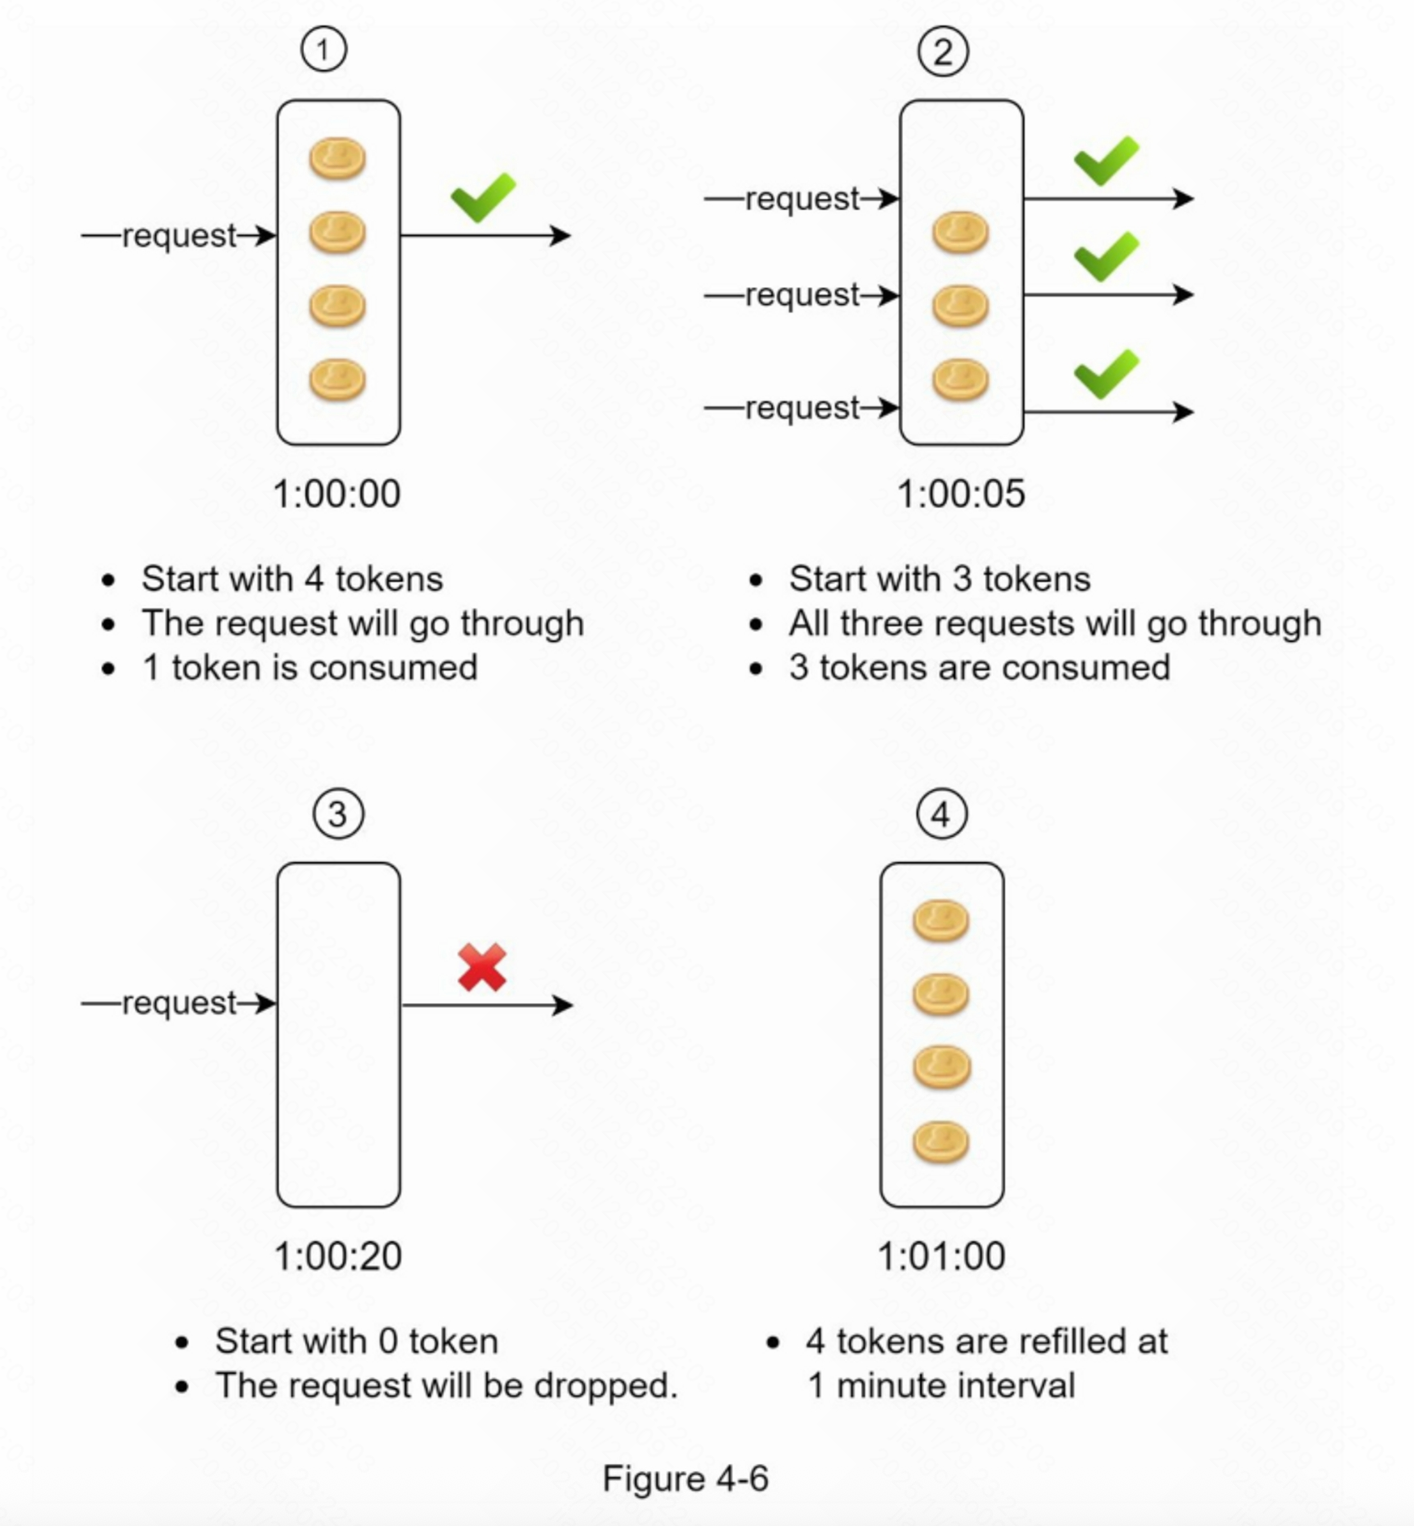 1
2
request
request
request
request
1:00:00
1:00:05
Start with 4 tokens
The request will go through
1 token is consumed
Start with 3 tokens
All three requests will go through
3 tokens are consumed
3
4
request
1:00:20
1:01:00
Start with 0 token
The request will be dropped.
4 tokens are refilled at
1 minute interval
Figure 4-6